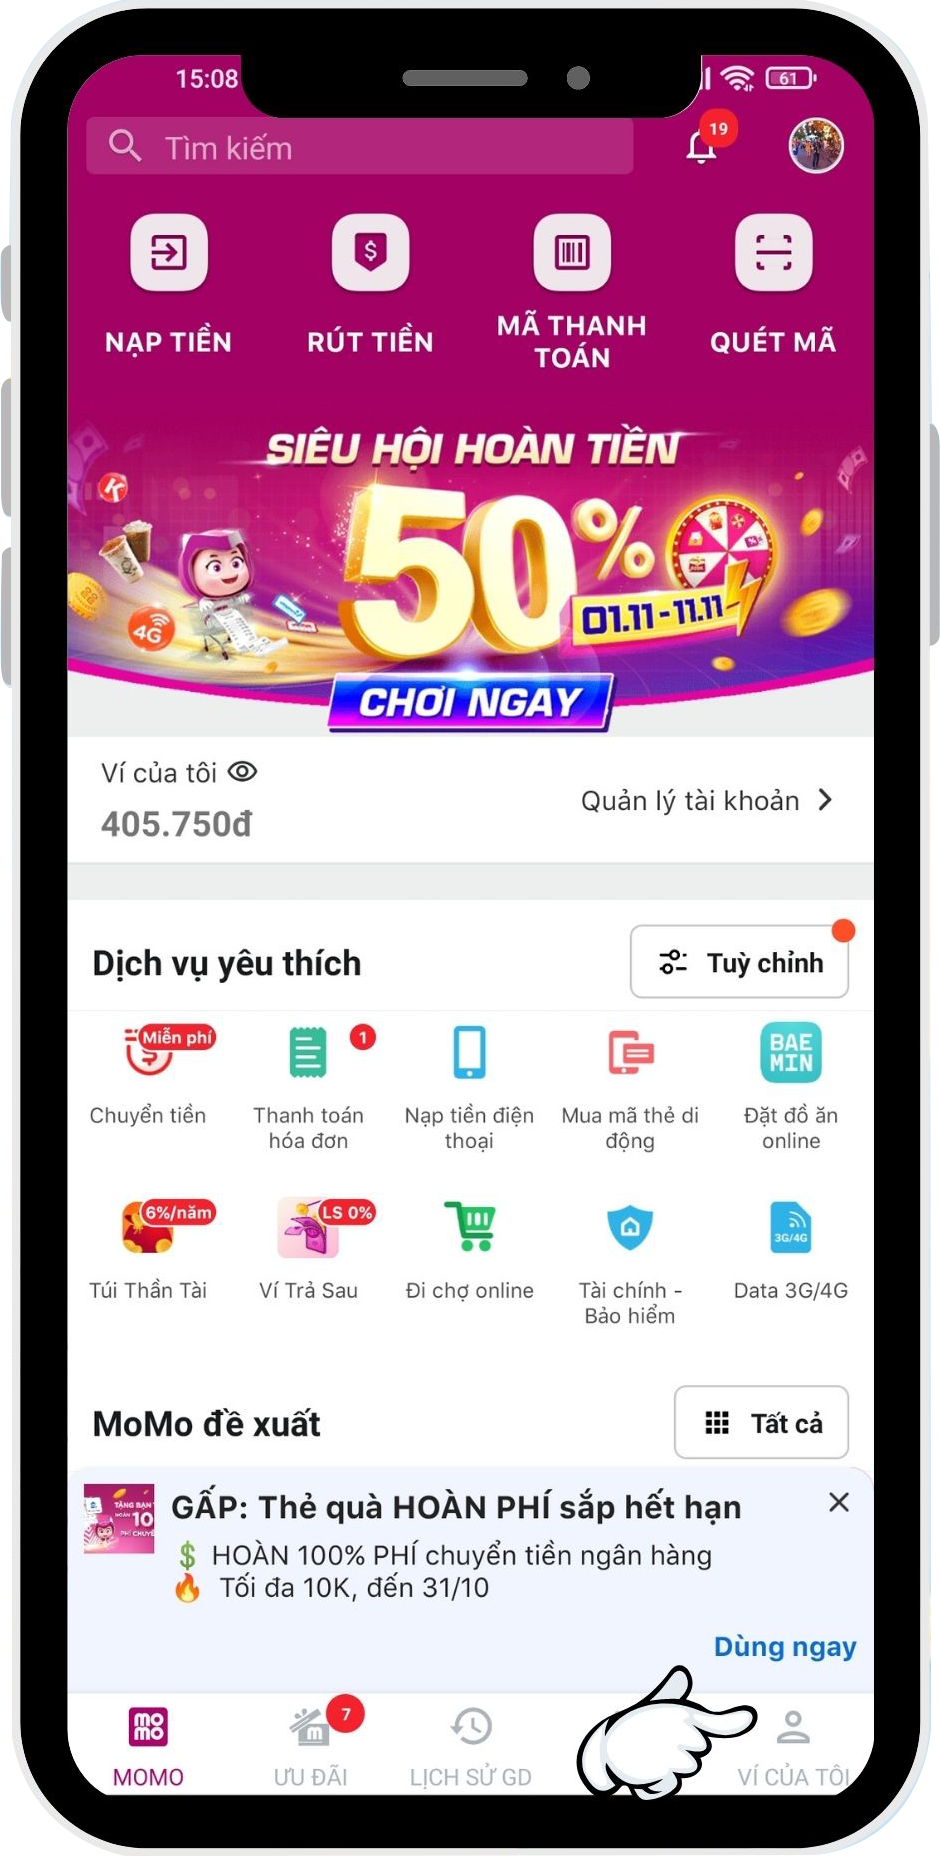 15:08
61
Tìm kiếm
19
NẠP TIỀN
RÚT TIỀN
MÃ THANH
TOÁN
QUÉT MÃ
SIÊU HỘI HOÀN TIỀN
50%
01.11-11.11
4G
K
CHƠI NGAY
Ví của tôi
405.750đ
Quản lý tài khoản
Dịch vụ yêu thích
Tuỳ chỉnh
Miễn phí
1
BAE
MIN
Chuyển tiền
Thanh toán
hóa đơn
Nạp tiền điện
thoại
Mua mã thẻ di
động
Đặt đồ ăn
online
6%/năm
LS 0%
3G/4G
Túi Thần Tài
Ví Trả Sau
Đi chợ online
Tài chính -
Bảo hiểm
Data 3G/4G
MoMo đề xuất
Tất cả
TẶNG BẠN
HOÀN 10
PHÍ CHUYỂ
GẤP: Thẻ quà HOÀN PHÍ sắp hết hạn
HOÀN 100% PHÍ chuyển tiền ngân hàng
Tối đa 10K, đến 31/10
Dùng ngay
mo
mo
7
m
MOMO
ƯU ĐÃI
LỊCH SỬ GD
VÍ CỦA TÔI